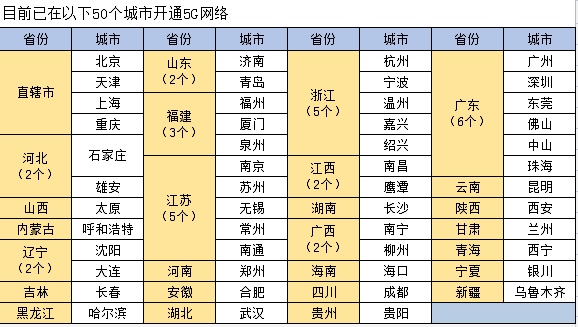 目前已在以下50个城市开通5G网络
省份 城市 省份 城市 省份 城市 省份 城市
直辖市 北京 山东(2个) 济南 浙江(5个) 杭州 广东(6个) 广州
天津 青岛 宁波 深圳
上海 福建(3个) 福州 温州 东莞
重庆 厦门 嘉兴 佛山
河北(2个) 石家庄 泉州 绍兴 中山
江苏(5个) 南京 江西(2个) 南昌 珠海
雄安 苏州 鹰潭 云南 昆明
山西 太原 无锡 湖南 长沙 陕西 西安
内蒙古 呼和浩特 常州 广西(2个) 南宁 甘肃 兰州
辽宁(2个) 沈阳 南通 柳州 青海 西宁
大连 河南 郑州 海南 海口 宁夏 银川
吉林 长春 安徽 合肥 四川 成都 新疆 乌鲁木齐
黑龙江 哈尔滨 湖北 武汉 贵州 贵阳